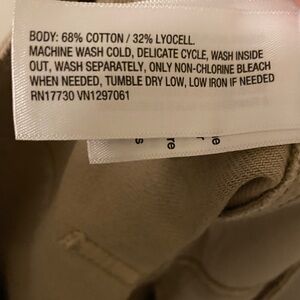 BODY: 68% COTTON / 32% LYOCELL.
MACHINE WASH COLD, DELICATE CYCLE, WASH INSIDE
OUT, WASH SEPARATELY, ONLY NON-CHLORINE BLEACH
WHEN NEEDED, TUMBLE DRY LOW, LOW IRON IF NEEDED
RN17730 VN1297061